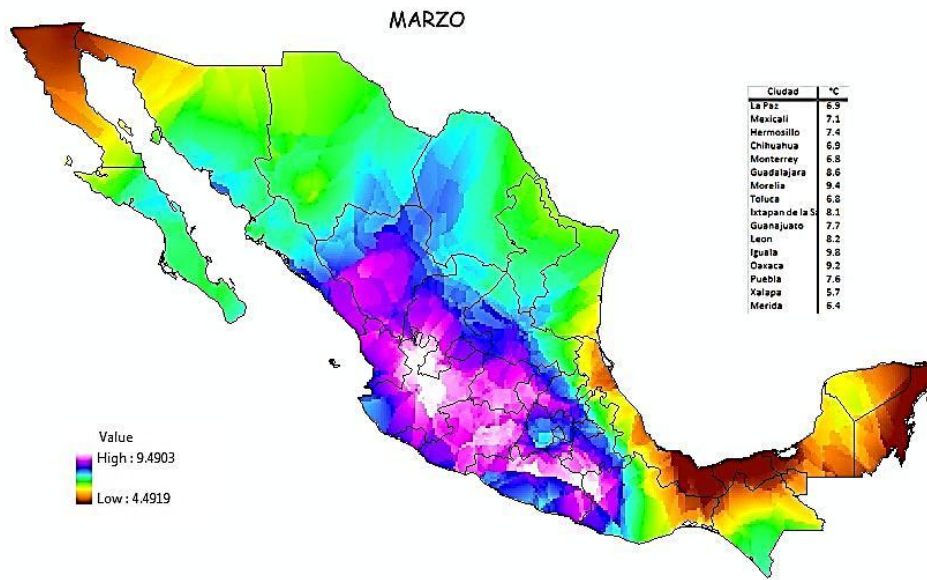 MARZO
Ciudad °C
La Paz 6.9
Mexicali 7.1
Hermosillo 7.4
Chihuahua 6.9
Monterrey 6.8
Guadalajara 8.6
Morelia 9.4
Toluca 6.8
Ixtapan de la S 8.1
Guanajuato 7.7
Leon 8.2
Iguala 9.8
Oaxaca 9.2
Puebla 7.6
Xalapa 5.7
Merida 6.4
Value
High : 9.4903
Low : 4.4919